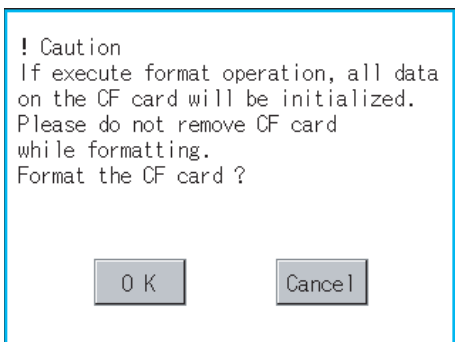 ! Caution
If execute format operation, all data
on the CF card will be initialized.
Please do not remove CF card
while formatting.
Format the CF card ?
O K
Cancel